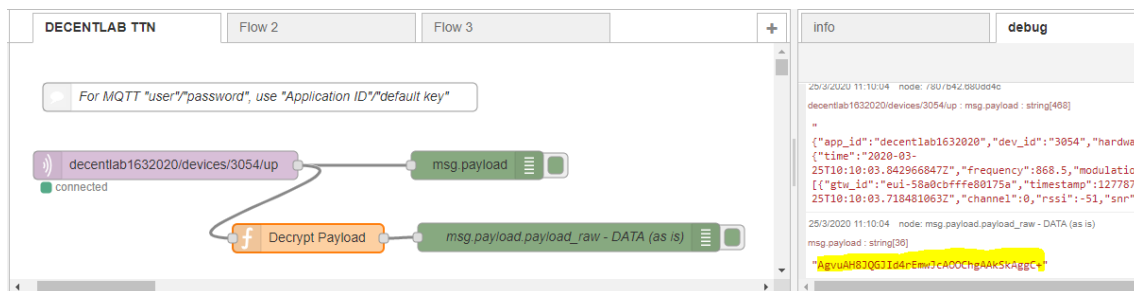 DECENTLAB TTN
Flow 2
Flow 3
+
info
debug
For MQTT "user"/"password", use "Application ID"/"default key"
decentlab1632020/devices/3054/up
connected
msg.payload
Decrypt Payload
msg.payload.payload_raw - DATA (as is)
25/3/2020 11:10:04 node: 7807b42.680dd4c
decentlab1632020/devices/3054/up : msg.payload : string[468]
"
{"app_id":"decentlab1632020","dev_id":"3054","hardwa
{"time":"2020-03-
25T10:10:03.842966847Z","frequency":868.5,"modulatio
[{"gtw_id":"eui-58a0cbfffe80175a","timestamp":127787
25T10:10:03.718481063Z","channel":0,"rssi":-51,"snr"
25/3/2020 11:10:04 node: msg.payload.payload_raw - DATA (as is)
msg.payload : string[36]
"AgvuAH8JQGJId4rEmwJcAOOChgAAkSkAggC+"